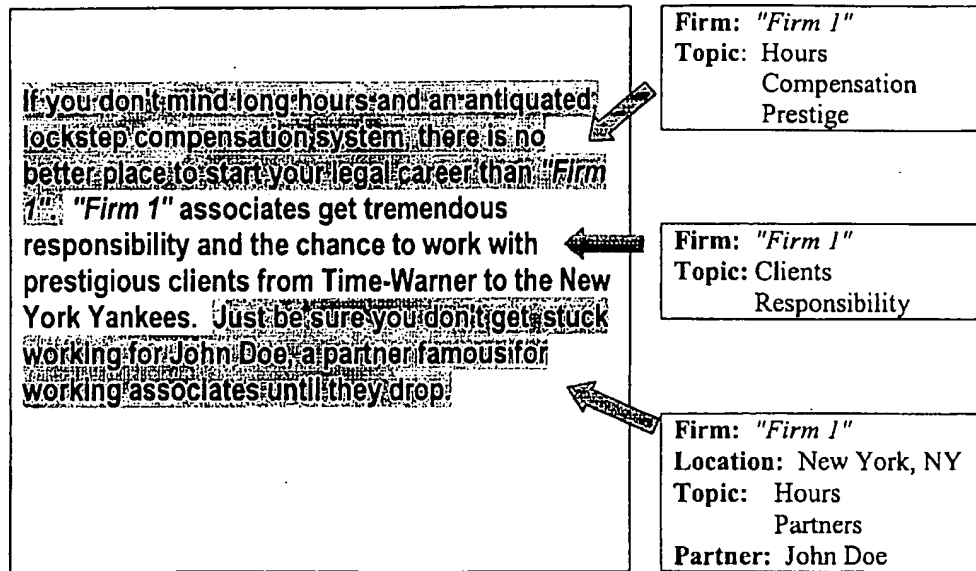 If you don't mind long hours and an antiquated
lockstep compensation system, there is no
better place to start your legal career than "Firm
1". "Firm 1" associates get tremendous
responsibility and the chance to work with
prestigious clients from Time-Warner to the New
York Yankees. Just be sure you don't get stuck
working for John Doe, a partner famous for
working associates until they drop.
Firm: "Firm 1"
Topic: Hours
Compensation
Prestige
Firm: "Firm 1"
Topic: Clients
Responsibility
Firm: "Firm 1"
Location: New York, NY
Topic: Hours
Partners
Partner: John Doe